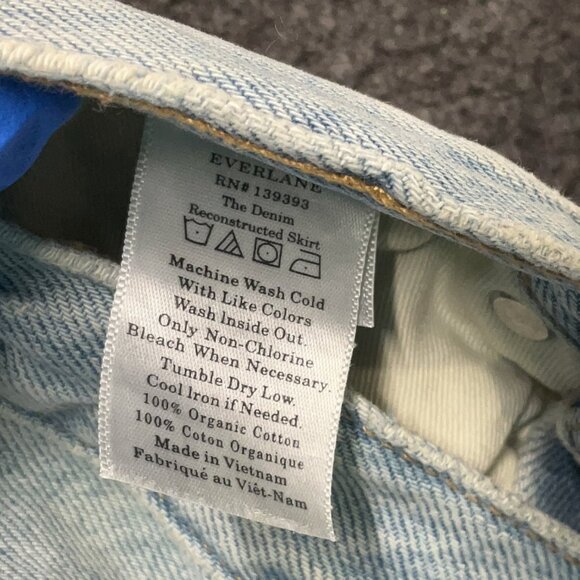 EVERLANE
RN# 139393
The Denim
Reconstructed Skirt
Machine Wash Cold
With Like Colors
Wash Inside Out.
Only Non-Chlorine
Bleach When Necessary.
Tumble Dry Low.
Cool Iron if Needed.
100% Organic Cotton
100% Coton Organique
Made in Vietnam
Fabriqué au Viêt-Nam